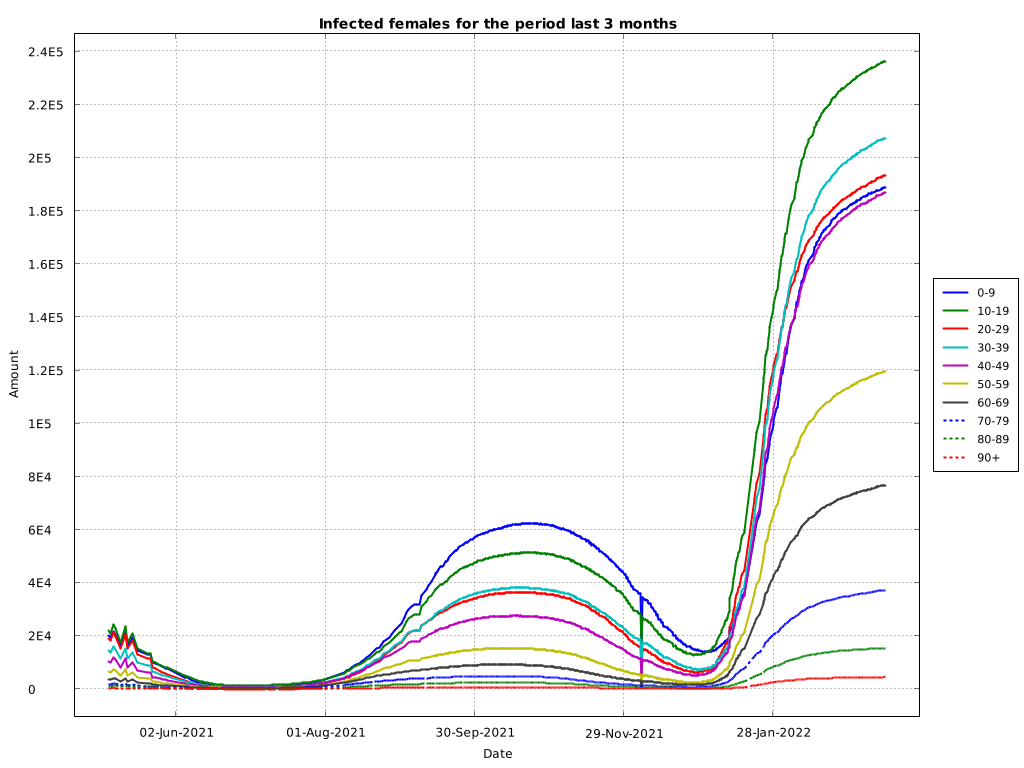 Infected females for the period last 3 months
2.4E5
2.2E5
2E5
1.8E5
1.6E5
1.4E5
1.2E5
1E5
8E4
6E4
4E4
2E4
0
Amount
02-Jun-2021
01-Aug-2021
30-Sep-2021
29-Nov-2021
28-Jan-2022
Date
0-9
10-19
20-29
30-39
40-49
50-59
60-69
70-79
80-89
90+